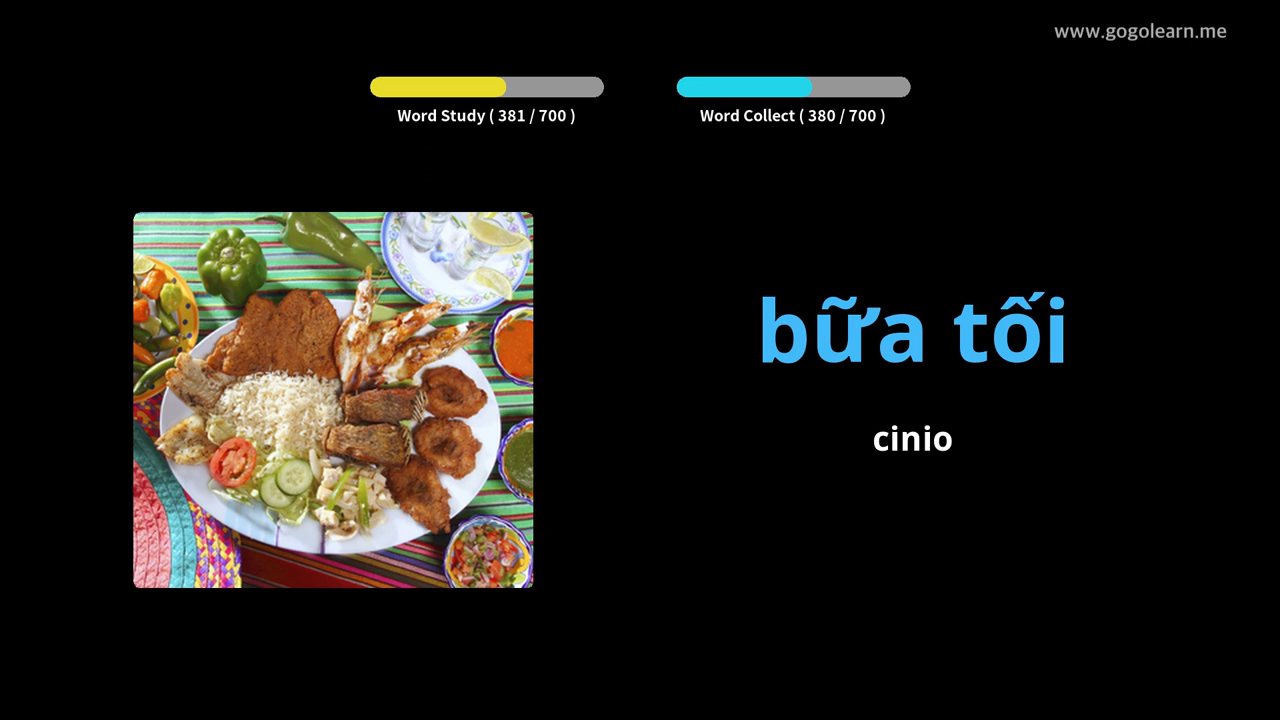 www.gogolearn.me
Word Study ( 381 / 700 )
Word Collect ( 380 / 700 )
bữa tối
cinio